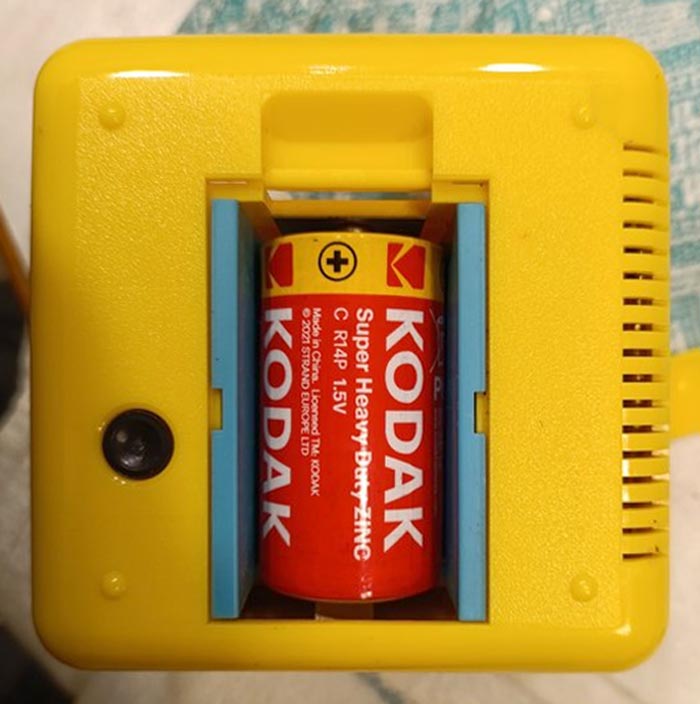 KODAK
Super Heavy Duty ZINC
C R14P 1.5V
Made in China. Licensed TM: KODAK
© 2021 STRAND EUROPE LTD
KODAK